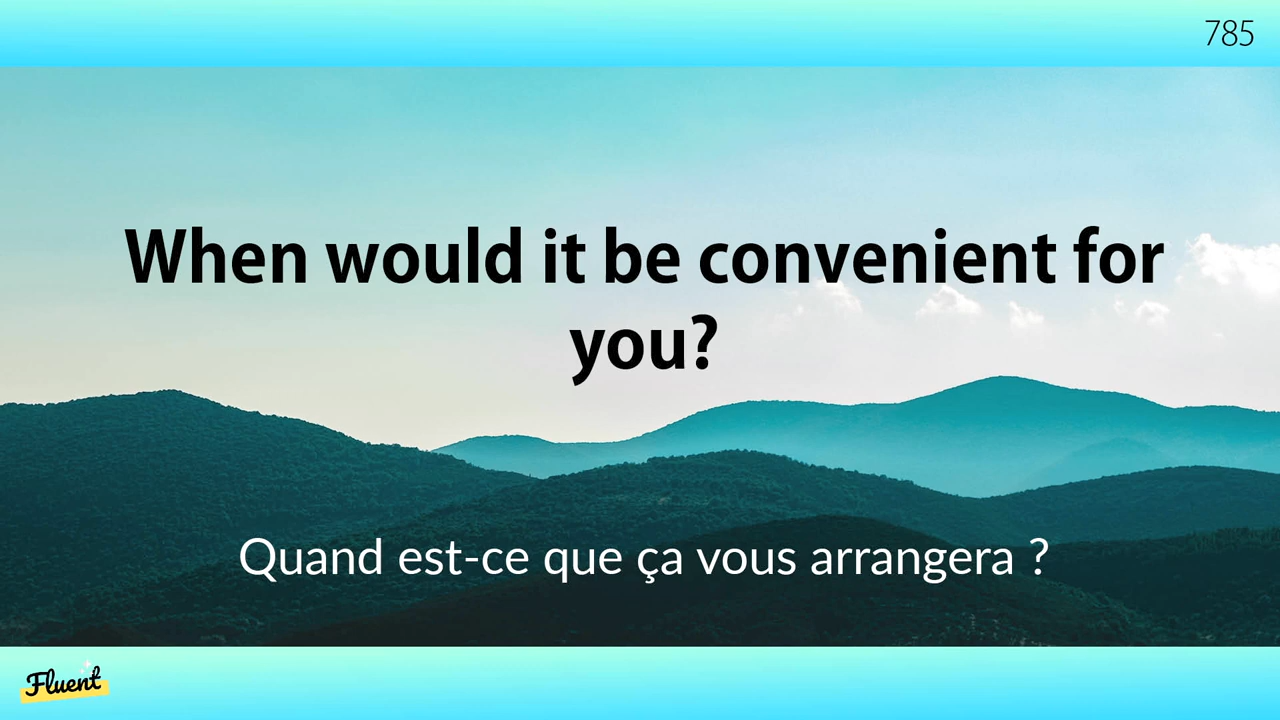 785
When would it be convenient for
you?
Quand est-ce que ça vous arrangera ?
Fluent